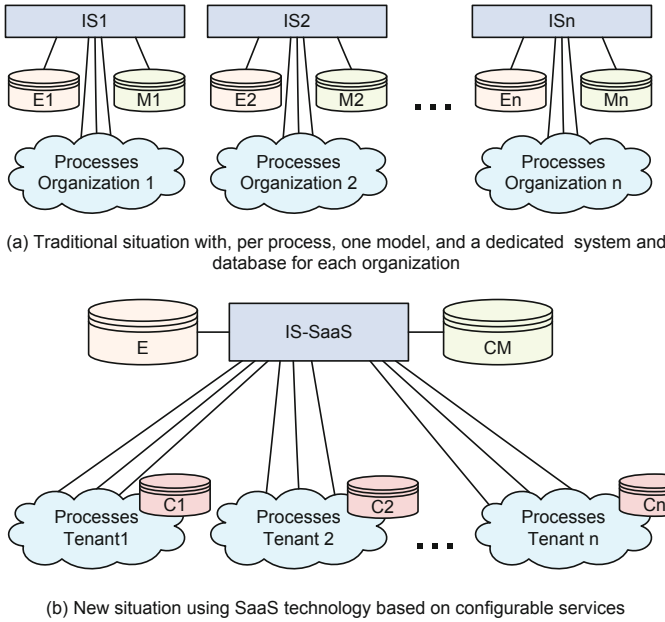 IS1
IS2
ISn
E1
M1
E2
M2
En
Mn
...
Processes
Organization 1
Processes
Organization 2
Processes
Organization n
(a) Traditional situation with, per process, one model, and a dedicated system and
database for each organization
E
IS-SaaS
CM
C1
C2
Cn
Processes
Tenant1
Processes
Tenant 2
...
Processes
Tenant n
(b) New situation using SaaS technology based on configurable services